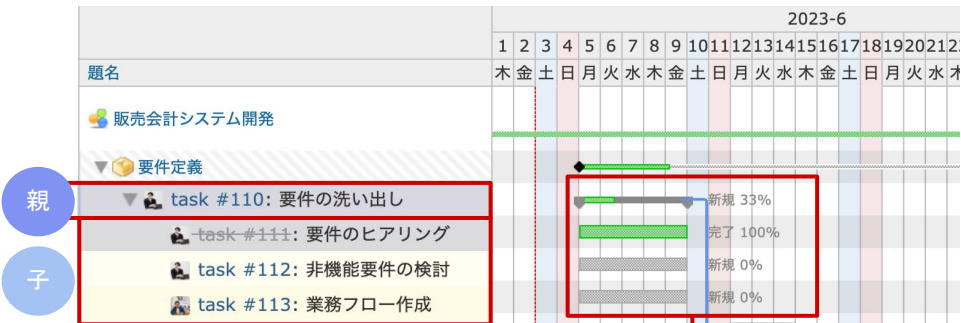 2023-6
1 2 3 4 5 6 7 8 9 10 11 12 13 14 15 16 17 18 19 20 21 2
題名 木 金 土 日 月 火 水 木 金 土 日 月 火 水 木 金 土 日 月 火 水
販売会計システム開発
要件定義
親 task #110: 要件の洗い出し 新規 33%
task #111: 要件のヒアリング 完了 100%
子 task #112: 非機能要件の検討 新規 0%
task #113: 業務フロー作成 新規 0%